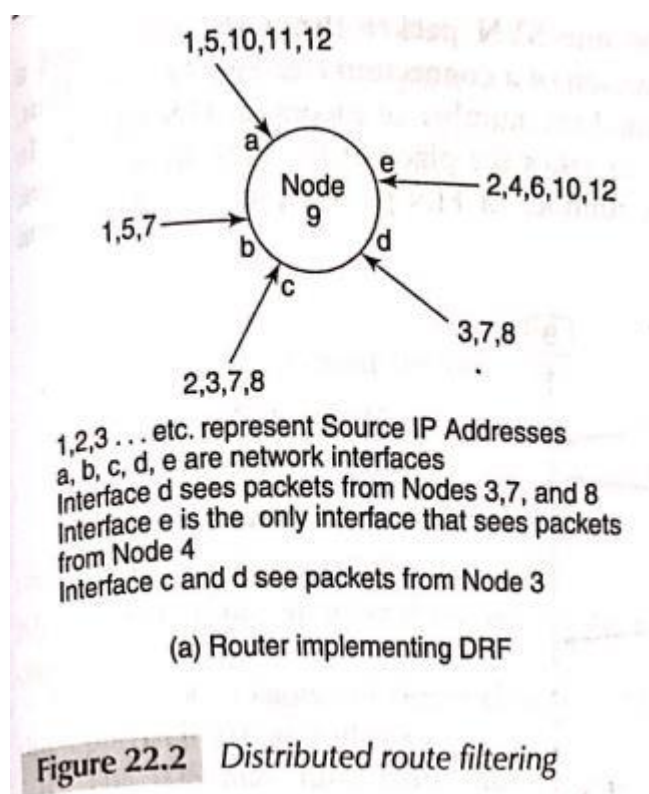 1,5,10,11,12
a
e
Node
9
2,4,6,10,12
1,5,7
b
d
c
3,7,8
2,3,7,8
1,2,3 . . . etc. represent Source IP Addresses
a, b, c, d, e are network interfaces
Interface d sees packets from Nodes 3,7, and 8
Interface e is the only interface that sees packets
from Node 4
Interface c and d see packets from Node 3
(a) Router implementing DRF
Figure 22.2 Distributed route filtering